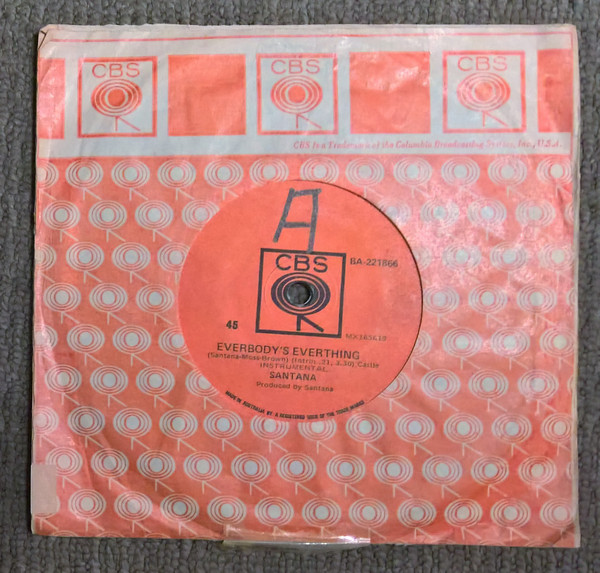 CBS CBS CBS
CBS Is a Trademark of the Columbia Broadcasting System, Inc., U.S.A.
A
CBS
BA-221866
45
EVERBODY'S EVERTHING
(Santana-Moss-Brown) (Intro: .31, 3.30) Castle
INSTRUMENTAL
SANTANA
Produced by Santana
MADE IN AUSTRALIA BY A REGISTERED USER OF THE TRADE MARKS